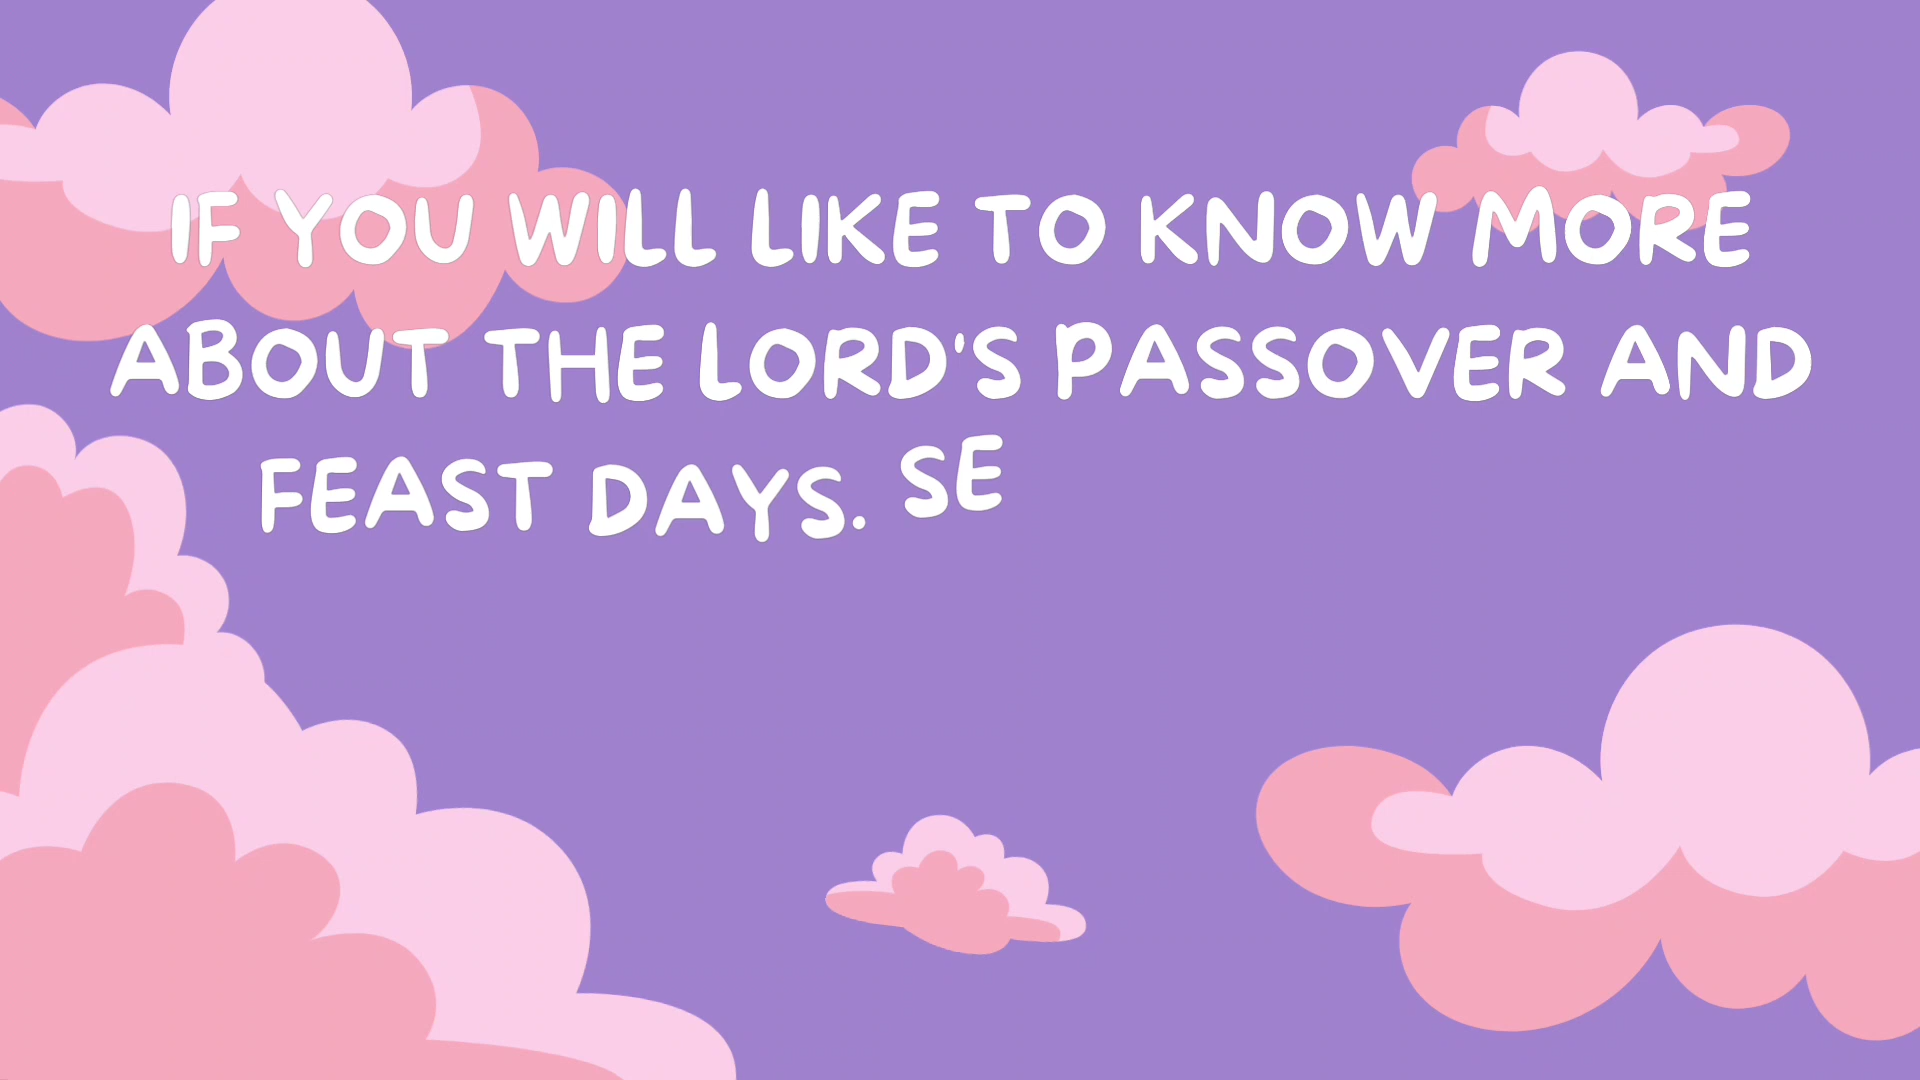 IF YOU WILL LIKE TO KNOW MORE
ABOUT THE LORD'S PASSOVER AND
FEAST DAYS. SE